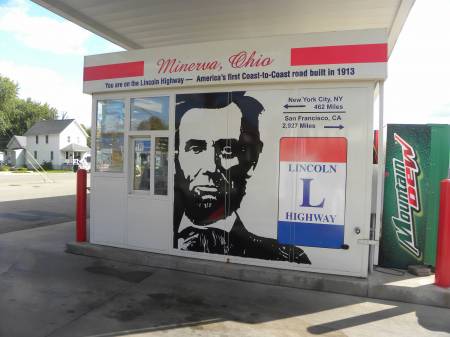 Minerva, Ohio
You are on the Lincoln Highway — America's first Coast-to-Coast road built in 1913
New York City, NY
462 Miles
San Francisco, CA
2,927 Miles
LINCOLN
L
HIGHWAY
Mountain
DEW